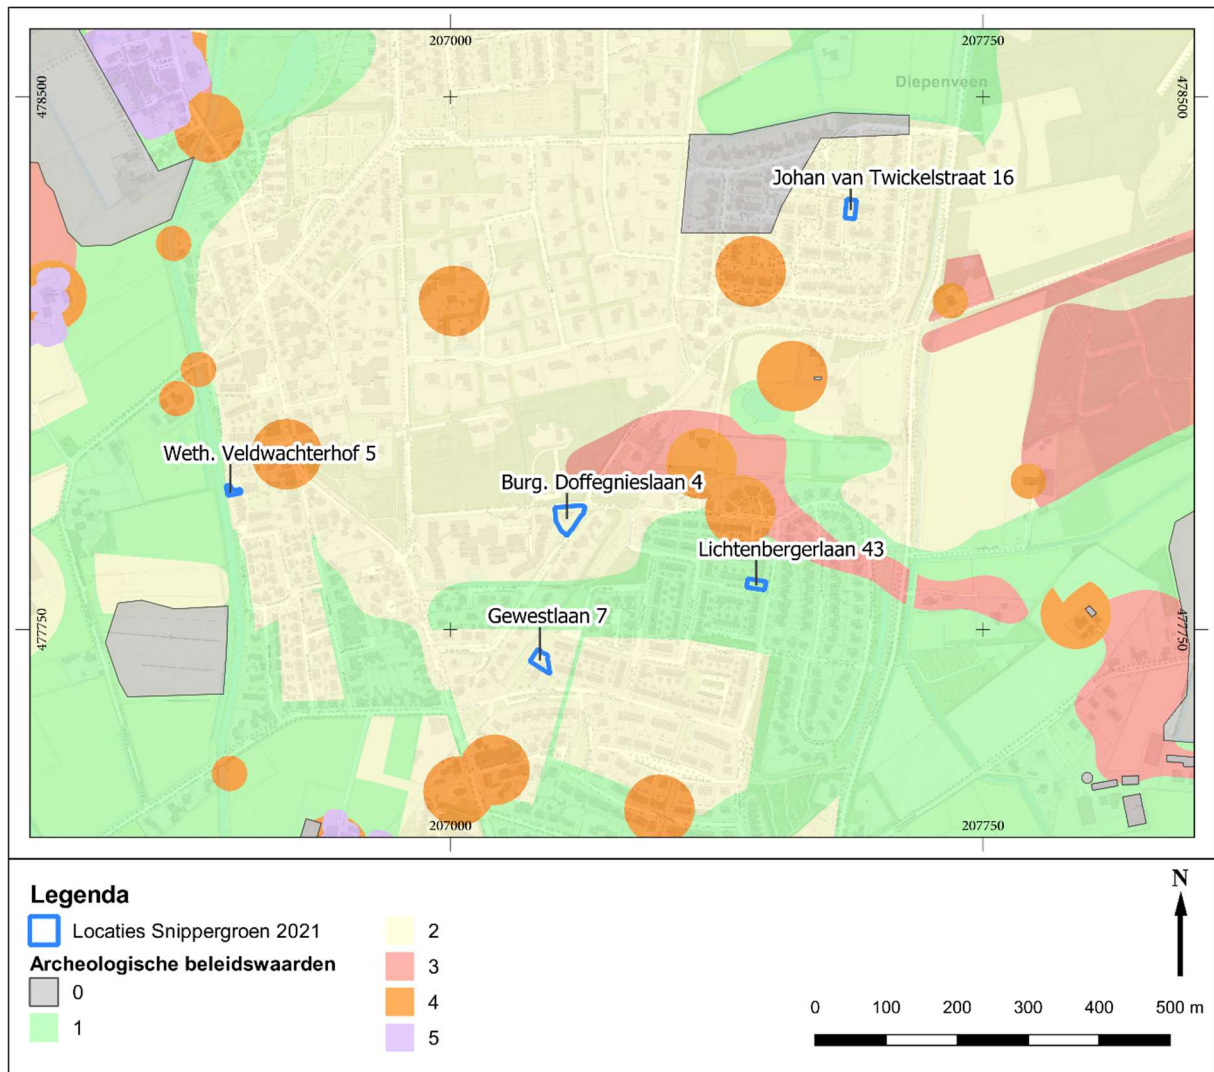 207000
207750
478500
478500
Diepenveen
Johan van Twickelstraat 16
Weth. Veldwachterhof 5
Burg. Doffegnieslaan 4
Lichtenbergerlaan 43
Gewestlaan 7
477750
477750
207000
207750
Legenda
Locaties Snippergroen 2021
Archeologische beleidswaarden
0
1
2
3
4
5
N
0 100 200 300 400 500 m